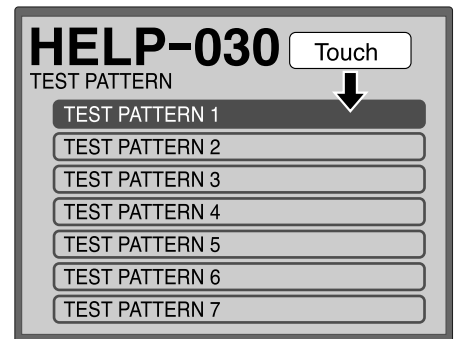 HELP-030
Touch
TEST PATTERN
TEST PATTERN 1
TEST PATTERN 2
TEST PATTERN 3
TEST PATTERN 4
TEST PATTERN 5
TEST PATTERN 6
TEST PATTERN 7